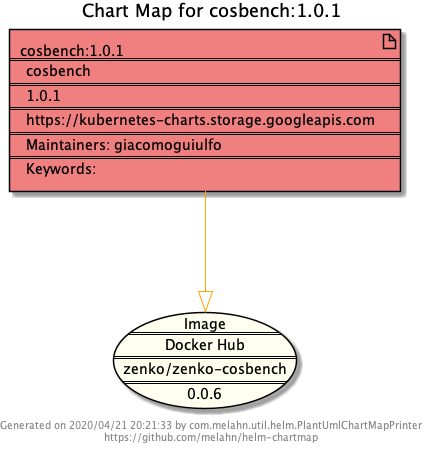 Chart Map for cosbench:1.0.1
cosbench:1.0.1
cosbench
1.0.1
https://kubernetes-charts.storage.googleapis.com
Maintainers: giacomoguiulfo
Keywords:
Image
Docker Hub
zenko/zenko-cosbench
0.0.6
Generated on 2020/04/21 20:21:33 by com.melahn.util.helm.PlantUmlChartMapPrinter
https://github.com/melahn/helm-chartmap